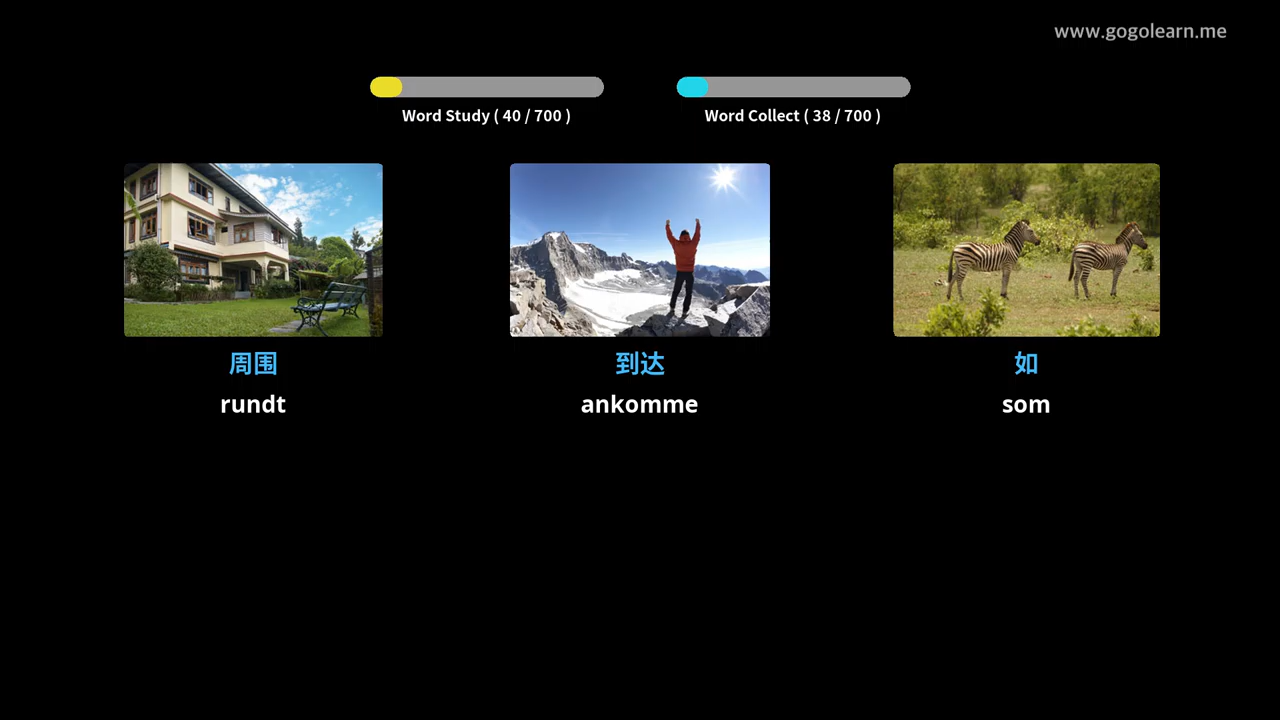 www.gogolearn.me
Word Study ( 40 / 700 )
Word Collect ( 38 / 700 )
周围
到达
如
rundt
ankomme
som